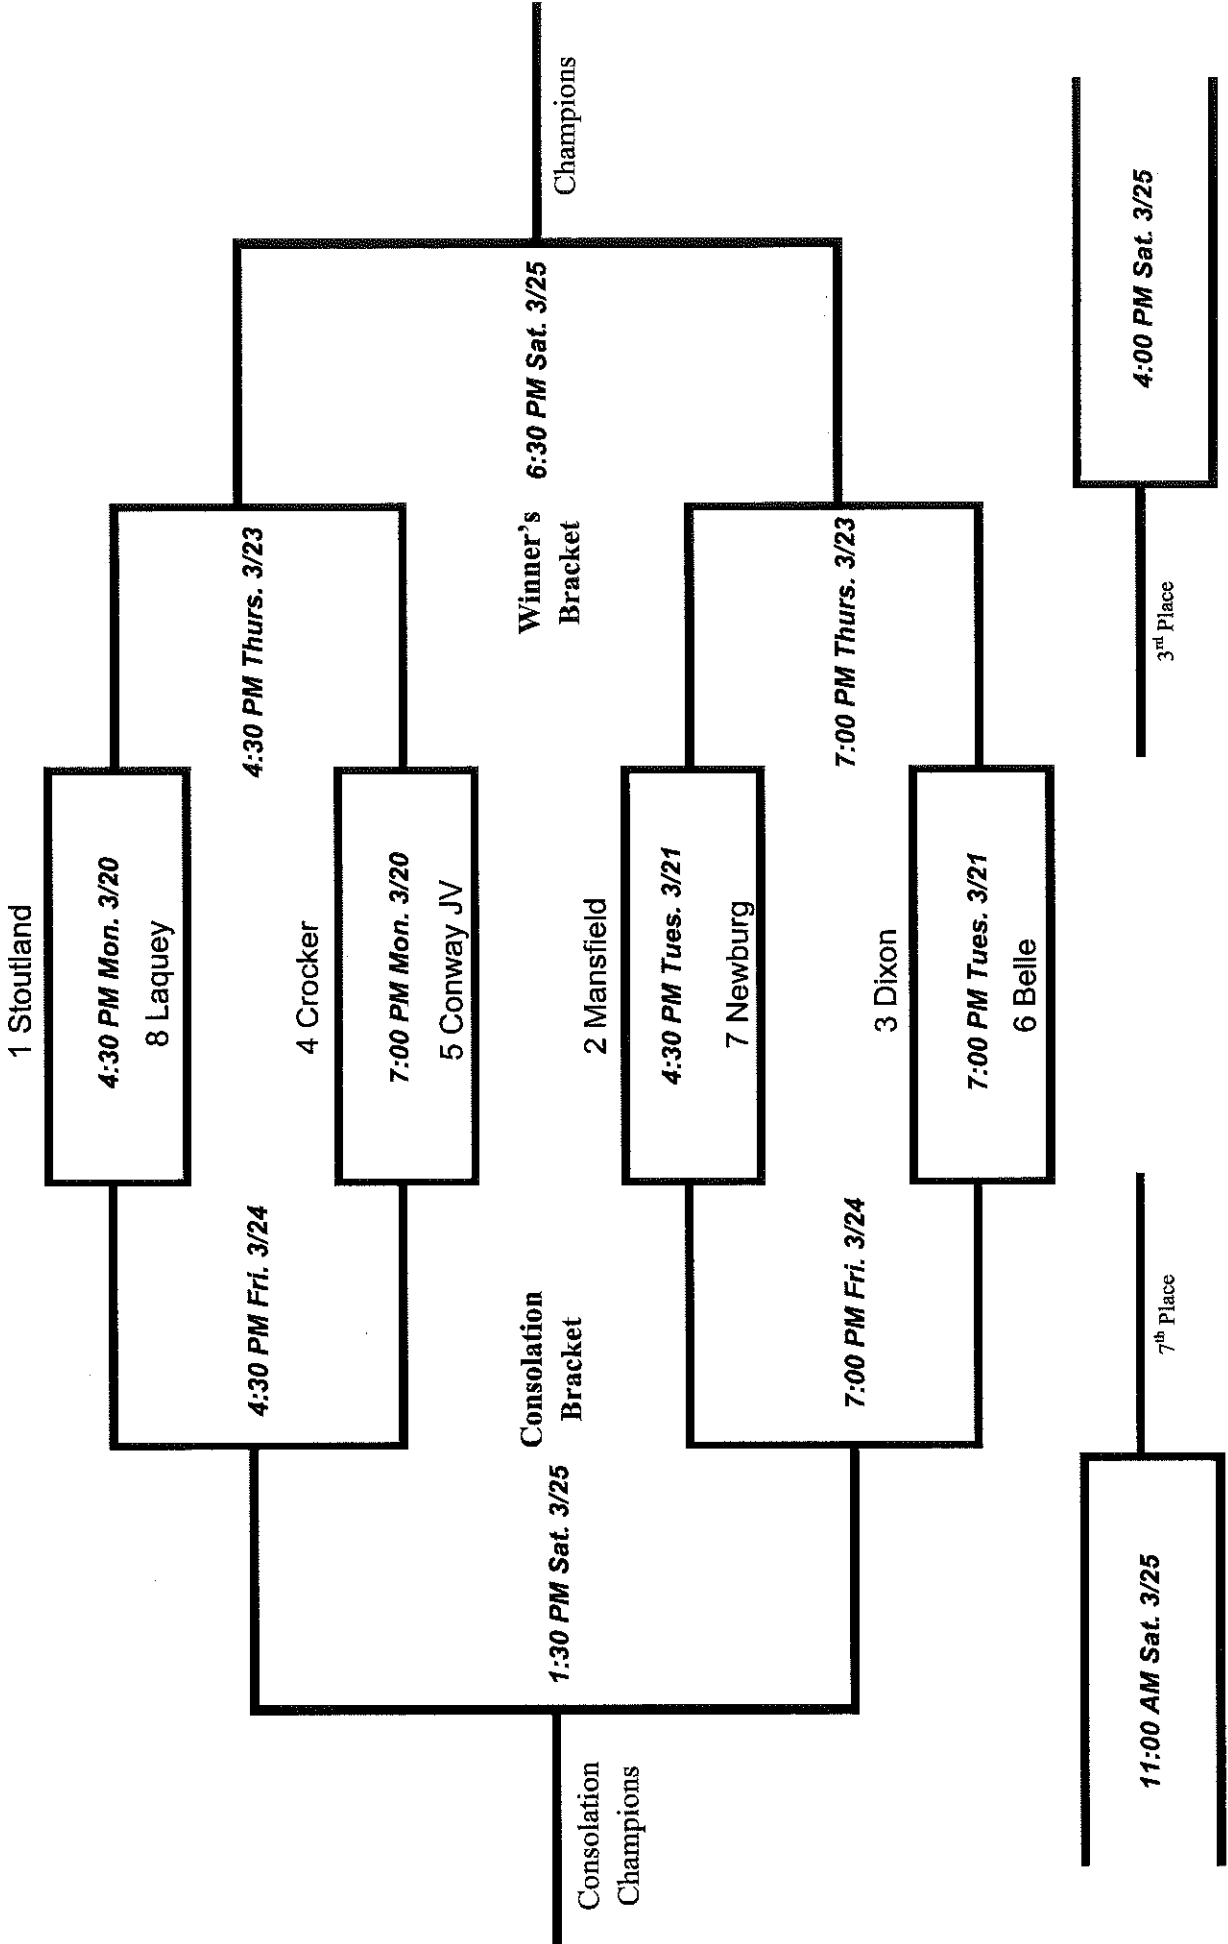 1 Stoutland
4:30 PM Mon. 3/20
8 Laquey
4:30 PM Fri. 3/24
4:30 PM Thurs. 3/23
4 Crocker
7:00 PM Mon. 3/20
5 Conway JV
Consolation
Bracket
1:30 PM Sat. 3/25
Consolation
Champions
Winner's
Bracket
6:30 PM Sat. 3/25
Champions
2 Mansfield
4:30 PM Tues. 3/21
7 Newburg
7:00 PM Fri. 3/24
7:00 PM Thurs. 3/23
3 Dixon
7:00 PM Tues. 3/21
6 Belle
11:00 AM Sat. 3/25
7th Place
3rd Place
4:00 PM Sat. 3/25